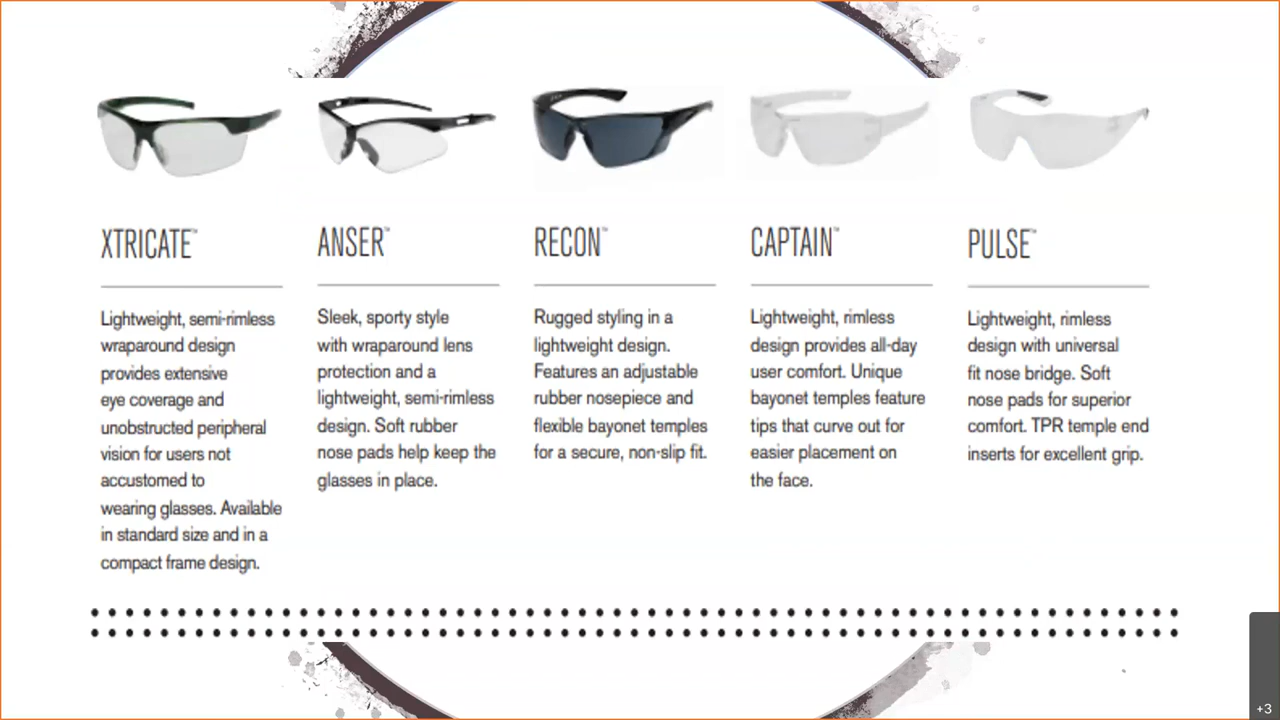 XTRICATE™
Lightweight, semi-rimless
wraparound design
provides extensive
eye coverage and
unobstructed peripheral
vision for users not
accustomed to
wearing glasses. Available
in standard size and in a
compact frame design.
ANSER™
Sleek, sporty style
with wraparound lens
protection and a
lightweight, semi-rimless
design. Soft rubber
nose pads help keep the
glasses in place.
RECON™
Rugged styling in a
lightweight design.
Features an adjustable
rubber nosepiece and
flexible bayonet temples
for a secure, non-slip fit.
CAPTAIN™
Lightweight, rimless
design provides all-day
user comfort. Unique
bayonet temples feature
tips that curve out for
easier placement on
the face.
PULSE™
Lightweight, rimless
design with universal
fit nose bridge. Soft
nose pads for superior
comfort. TPR temple end
inserts for excellent grip.
+3